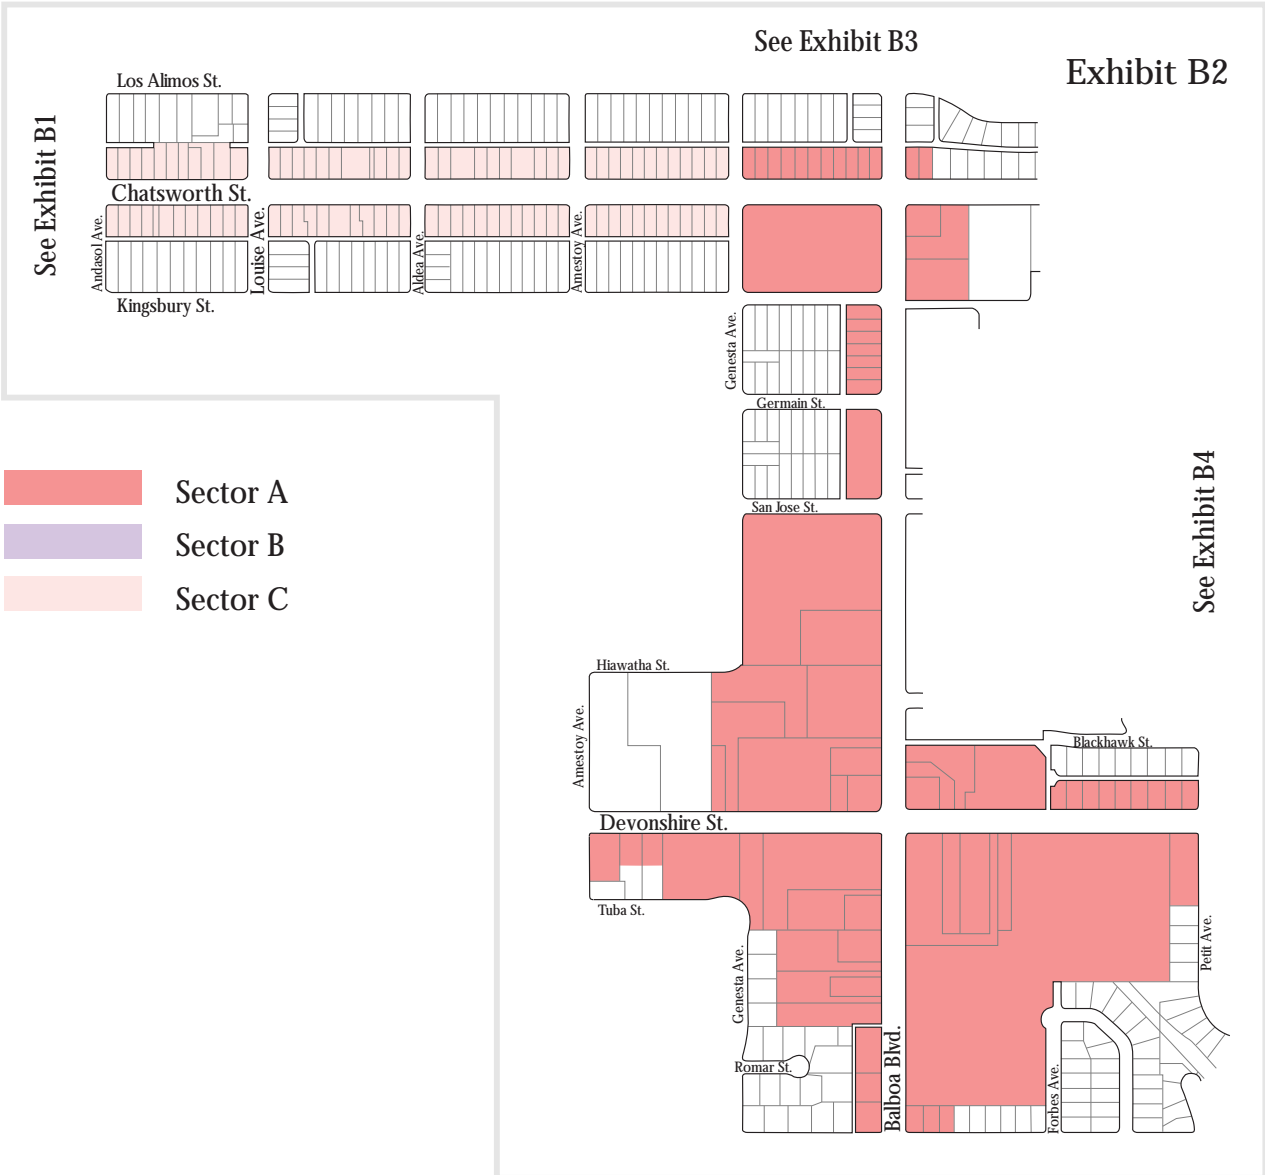 See Exhibit B3
Exhibit B2
Los Alimos St.
See Exhibit B1
Chatsworth St.
Andasol Ave.
Louise Ave.
Aldea Ave.
Amestoy Ave.
Kingsbury St.
Genesta Ave.
Germain St.
San Jose St.
See Exhibit B4
Sector A
Sector B
Sector C
Hiawatha St.
Amestoy Ave.
Blackhawk St.
Devonshire St.
Tuba St.
Genesta Ave.
Petit Ave.
Romar St.
Balboa Blvd.
Forbes Ave.